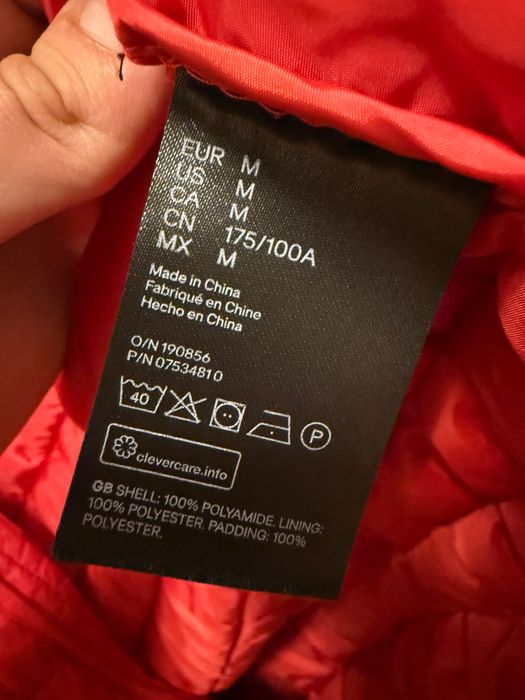 EUR M
US M
CA M
CN 175/100A
MX M
Made in China
Fabriqué en Chine
Hecho en China
O/N 190856
P/N 07534810
40
P
clevercare.info
GB SHELL: 100% POLYAMIDE. LINING:
100% POLYESTER. PADDING: 100%
POLYESTER.